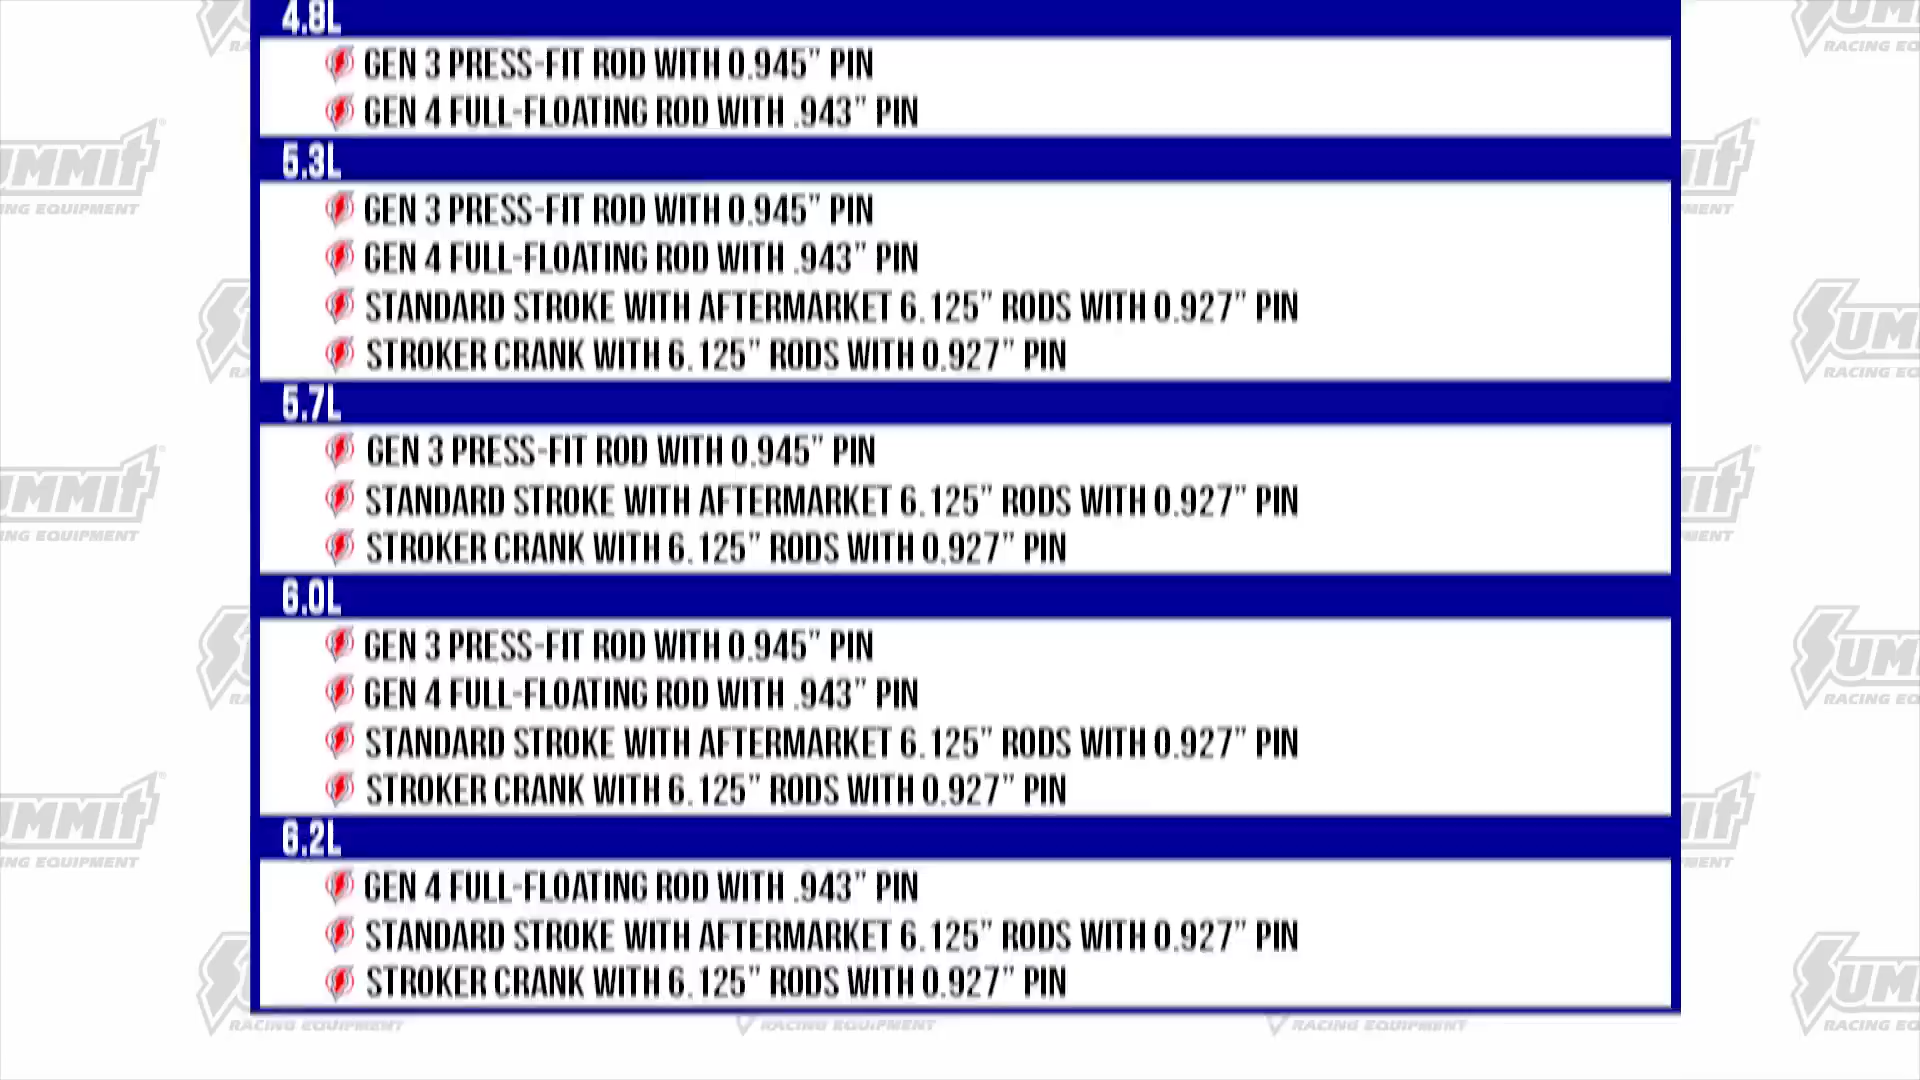 4.8L
GEN 3 PRESS-FIT ROD WITH 0.945" PIN
GEN 4 FULL-FLOATING ROD WITH .943" PIN
5.3L
GEN 3 PRESS-FIT ROD WITH 0.945" PIN
GEN 4 FULL-FLOATING ROD WITH .943" PIN
STANDARD STROKE WITH AFTERMARKET 6.125" RODS WITH 0.927" PIN
STROKER CRANK WITH 6.125" RODS WITH 0.927" PIN
5.7L
GEN 3 PRESS-FIT ROD WITH 0.945" PIN
STANDARD STROKE WITH AFTERMARKET 6.125" RODS WITH 0.927" PIN
STROKER CRANK WITH 6.125" RODS WITH 0.927" PIN
6.0L
GEN 3 PRESS-FIT ROD WITH 0.945" PIN
GEN 4 FULL-FLOATING ROD WITH .943" PIN
STANDARD STROKE WITH AFTERMARKET 6.125" RODS WITH 0.927" PIN
STROKER CRANK WITH 6.125" RODS WITH 0.927" PIN
6.2L
GEN 4 FULL-FLOATING ROD WITH .943" PIN
STANDARD STROKE WITH AFTERMARKET 6.125" RODS WITH 0.927" PIN
STROKER CRANK WITH 6.125" RODS WITH 0.927" PIN
RACING EQUIPMENT RACING EQUIPMENT RACING EQUIPMENT